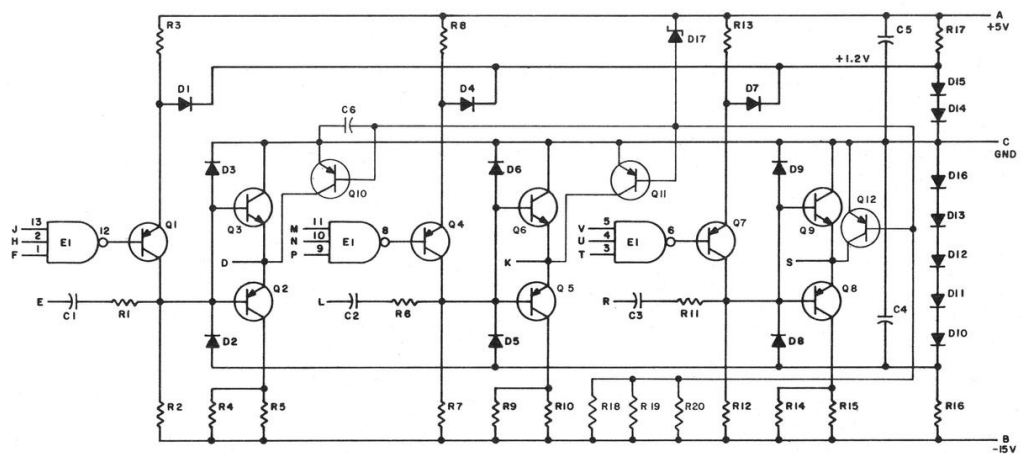 R3 R8 R13 A
+5V
D17 C5 R17
+1.2V
D1 D4 D7 D15
C6 D14
C
GND
D3 D6 D9 D16
Q10 Q11 Q12
Q3 Q6 Q9 D13
J 13 Q1 M 11 Q4 V 5 Q7
H 2 E1 12 N 10 E1 8 U 4 E1 6
F 1 P 9 T 3
D K S D12
E C1 R1 Q2 L C2 R6 Q5 R C3 R11 Q8 D11
C4
D2 D5 D8 D10
R2 R4 R5 R7 R9 R10 R18 R19 R20 R12 R14 R15 R16
B
-15V